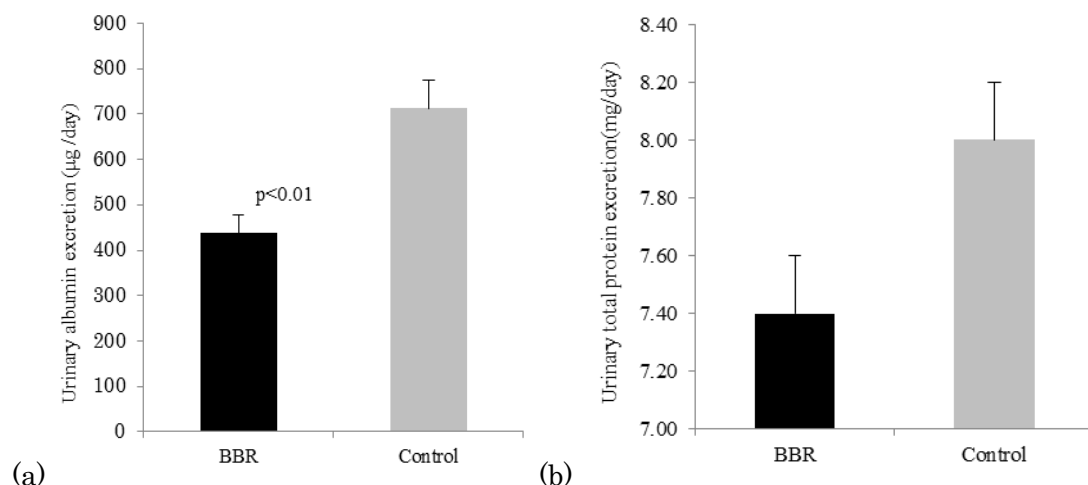 Urinary albumin excretion (µg /day)
900
800
700
600
500
400
300
200
100
0
p<0.01
BBR
Control
(a)
Urinary total protein excretion(mg/day)
8.40
8.20
8.00
7.80
7.60
7.40
7.20
7.00
BBR
Control
(b)